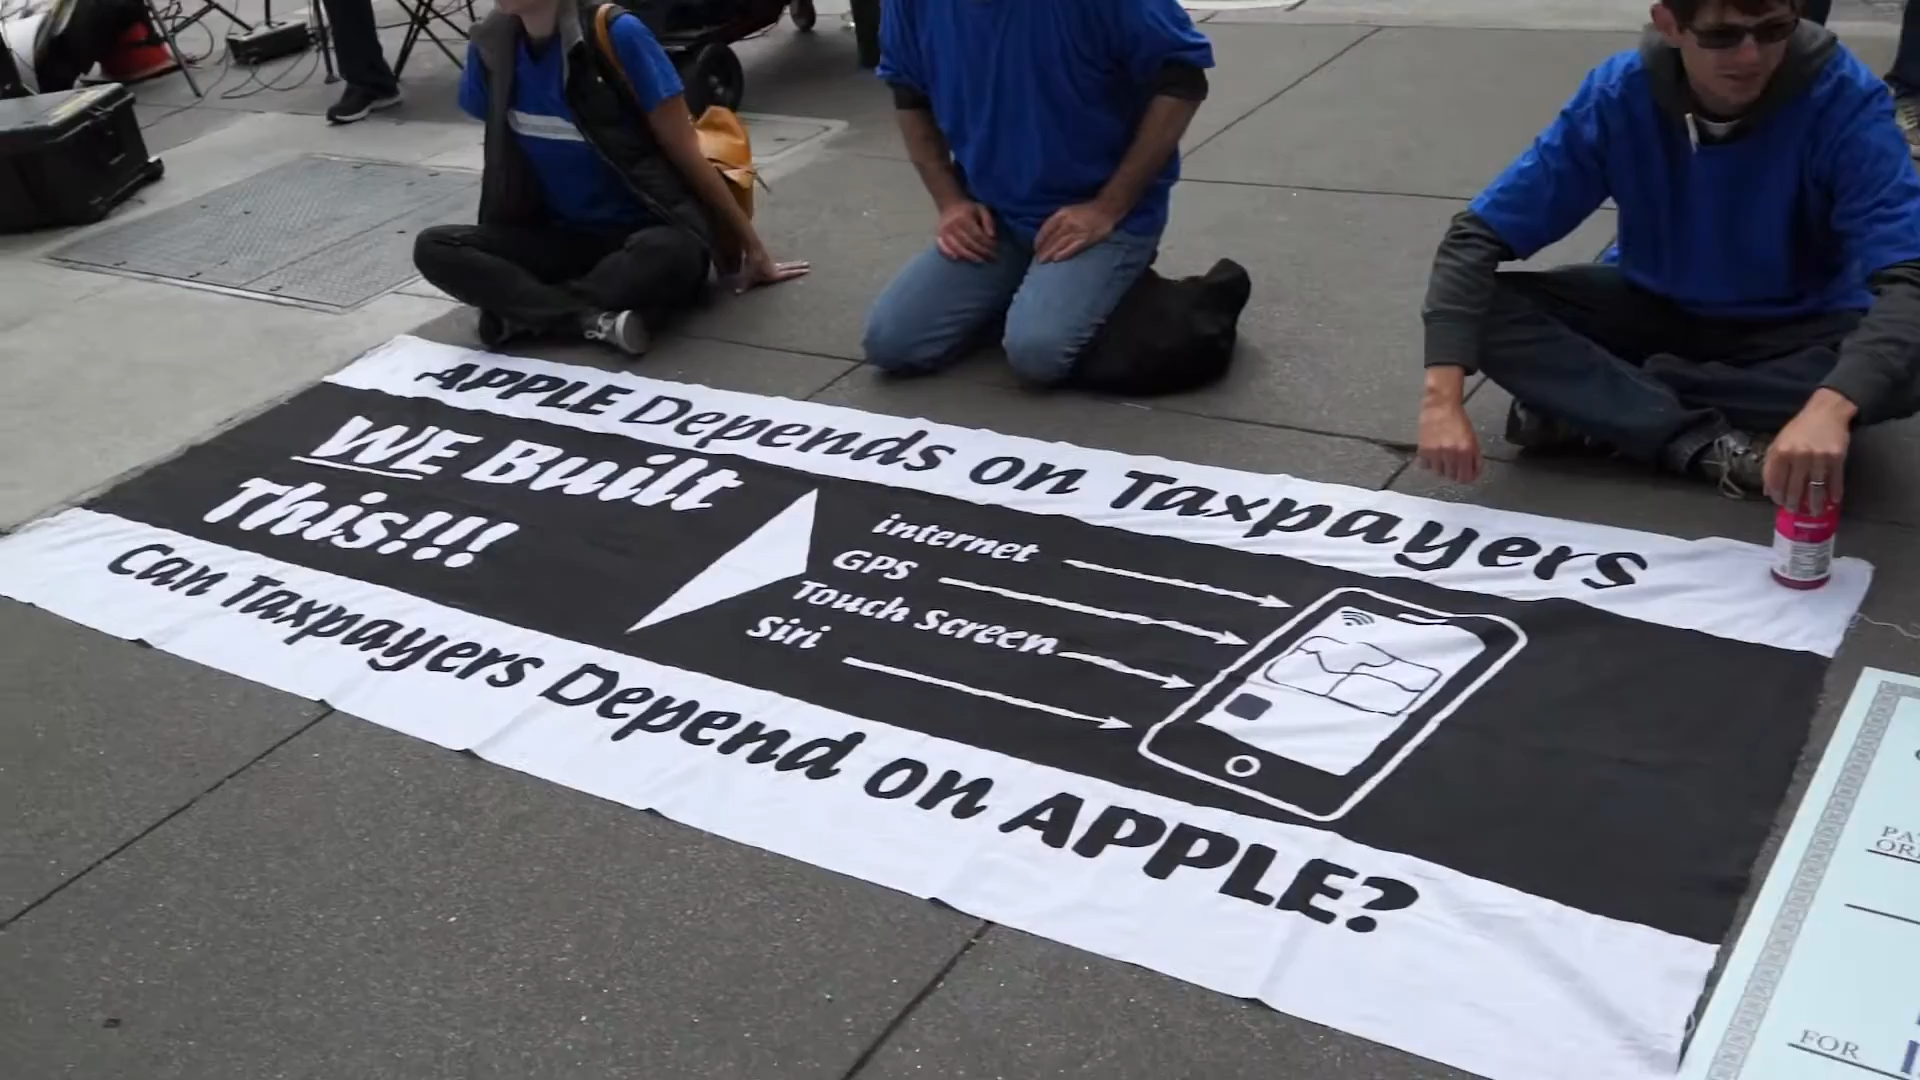 APPLE Depends on Taxpayers
WE Built
This!!!
internet
GPS
Touch Screen
Siri
Can Taxpayers Depend on APPLE?
FOR